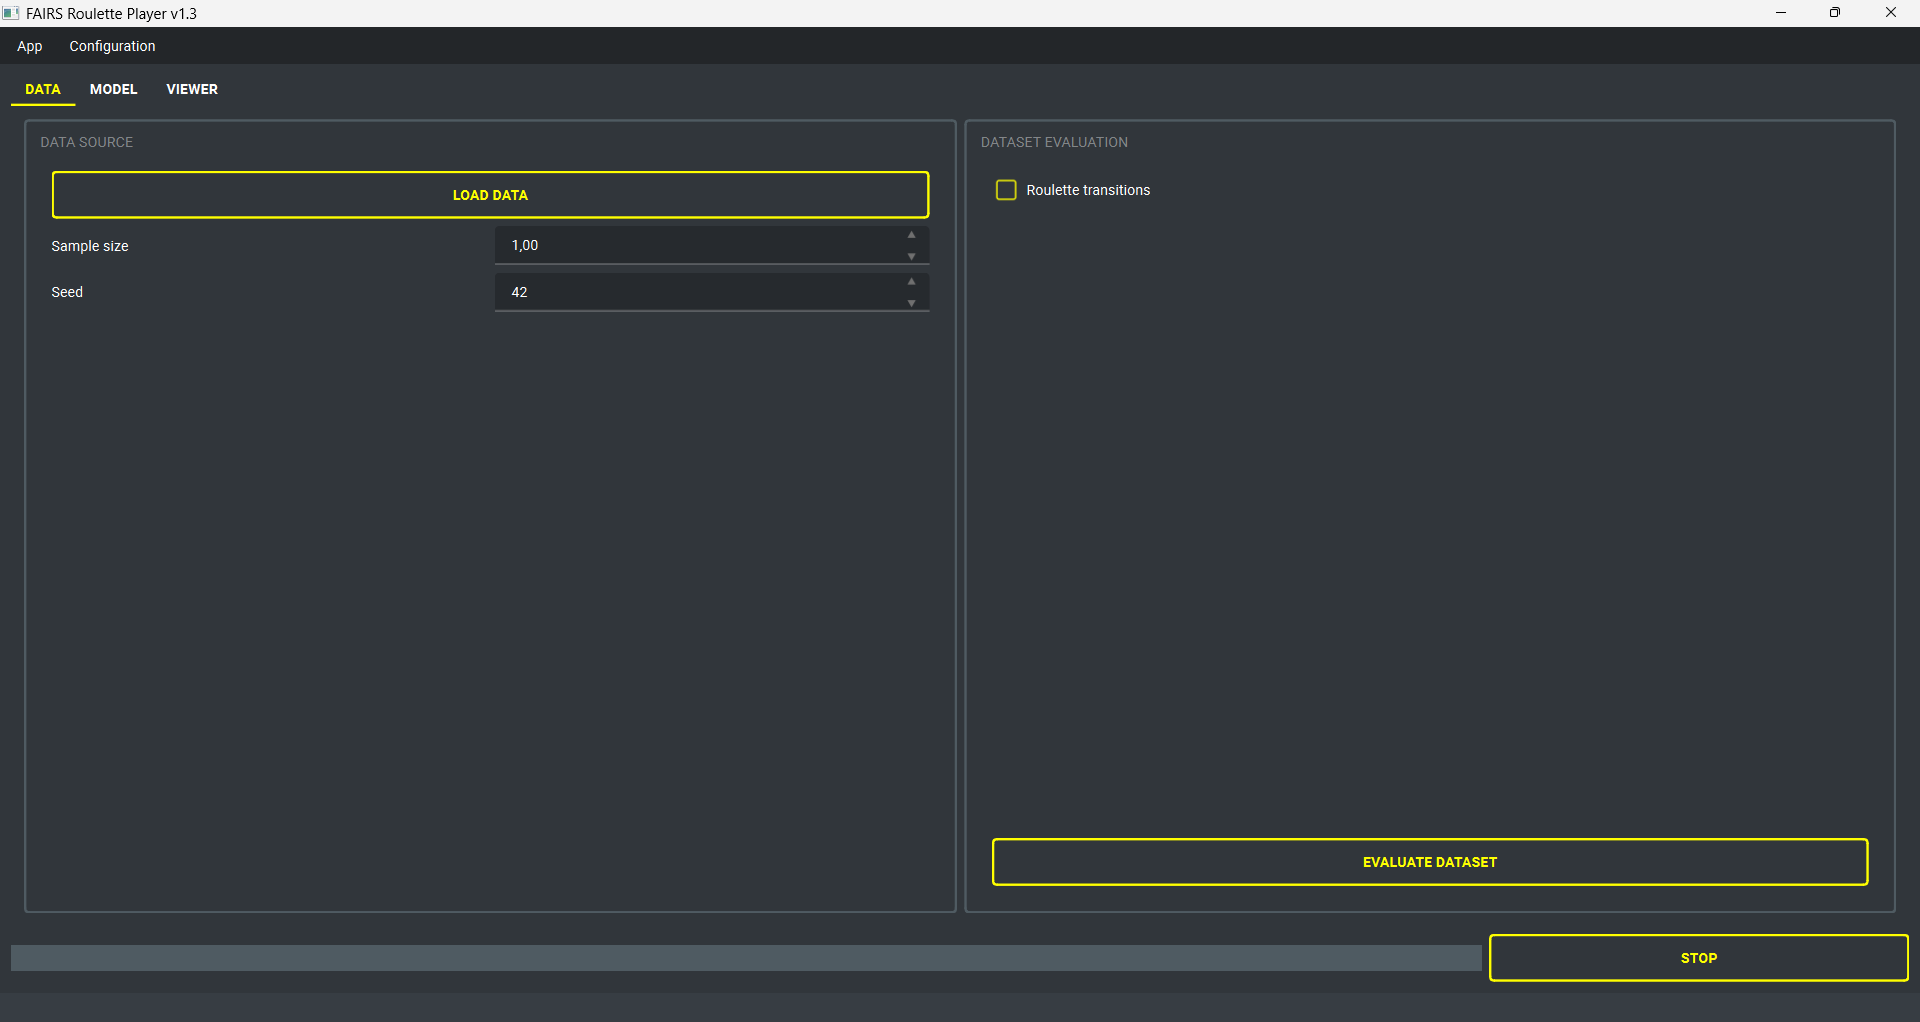 FAIRS Roulette Player v1.3
App Configuration
DATA MODEL VIEWER
DATA SOURCE
LOAD DATA
Sample size 1,00
Seed 42
DATASET EVALUATION
Roulette transitions
EVALUATE DATASET
STOP